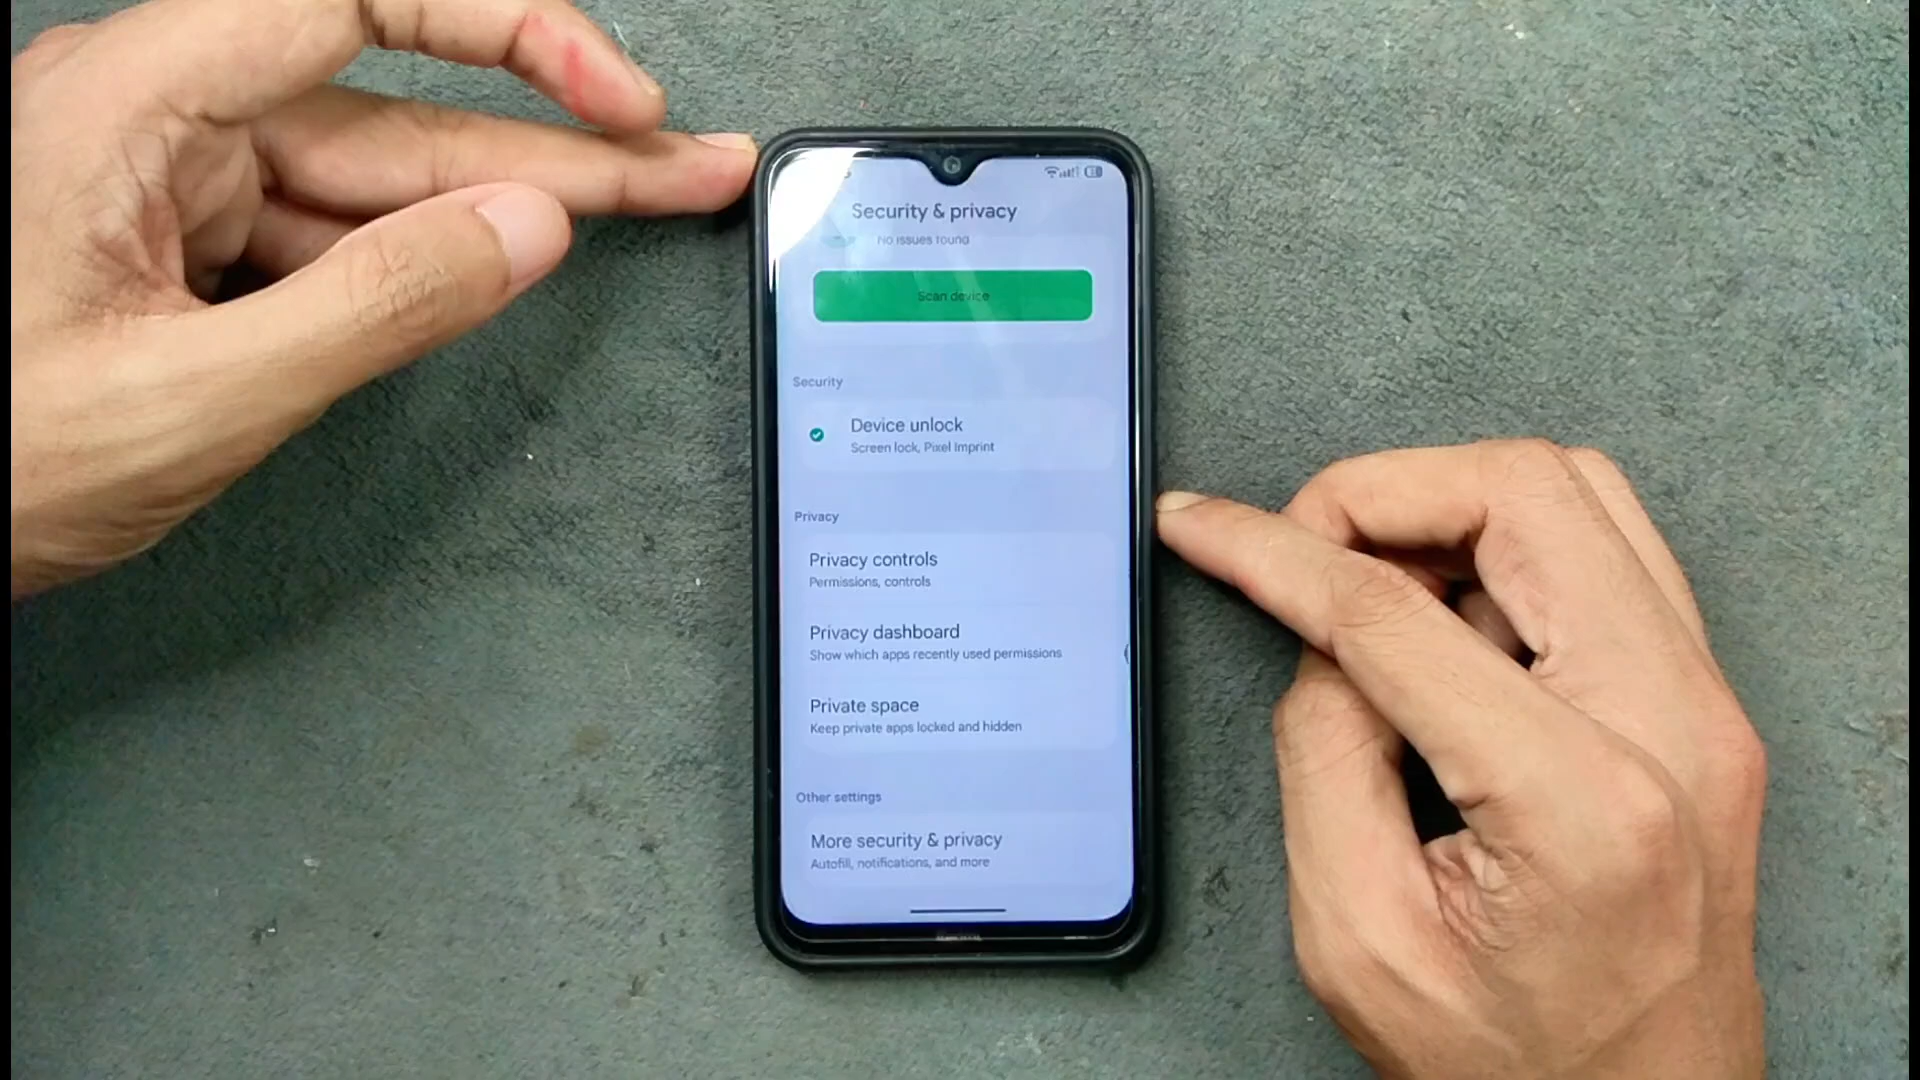 Security & privacy
No issues found
Scan device
Security
Device unlock
Screen lock, Pixel Imprint
Privacy
Privacy controls
Permissions, controls
Privacy dashboard
Show which apps recently used permissions
Private space
Keep private apps locked and hidden
Other settings
More security & privacy
Autofill, notifications, and more